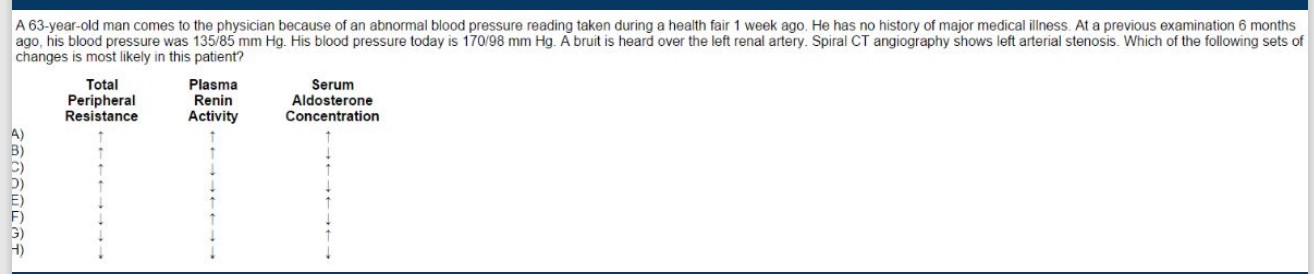 A 63-year-old man comes to the physician because of an abnormal blood pressure reading taken during a health fair 1 week ago. He has no history of major medical illness. At a previous examination 6 months
ago, his blood pressure was 135/85 mm Hg. His blood pressure today is 170/98 mm Hg. A bruit is heard over the left renal artery. Spiral CT angiography shows left arterial stenosis. Which of the following sets of
changes is most likely in this patient?
Total Plasma Serum
Peripheral Renin Aldosterone
Resistance Activity Concentration
A) ↑ ↑ ↑
B) ↑ ↑ ↓
C) ↑ ↓ ↑
D) ↑ ↓ ↓
E) ↓ ↑ ↑
F) ↓ ↑ ↓
G) ↓ ↓ ↑
H) ↓ ↓ ↓